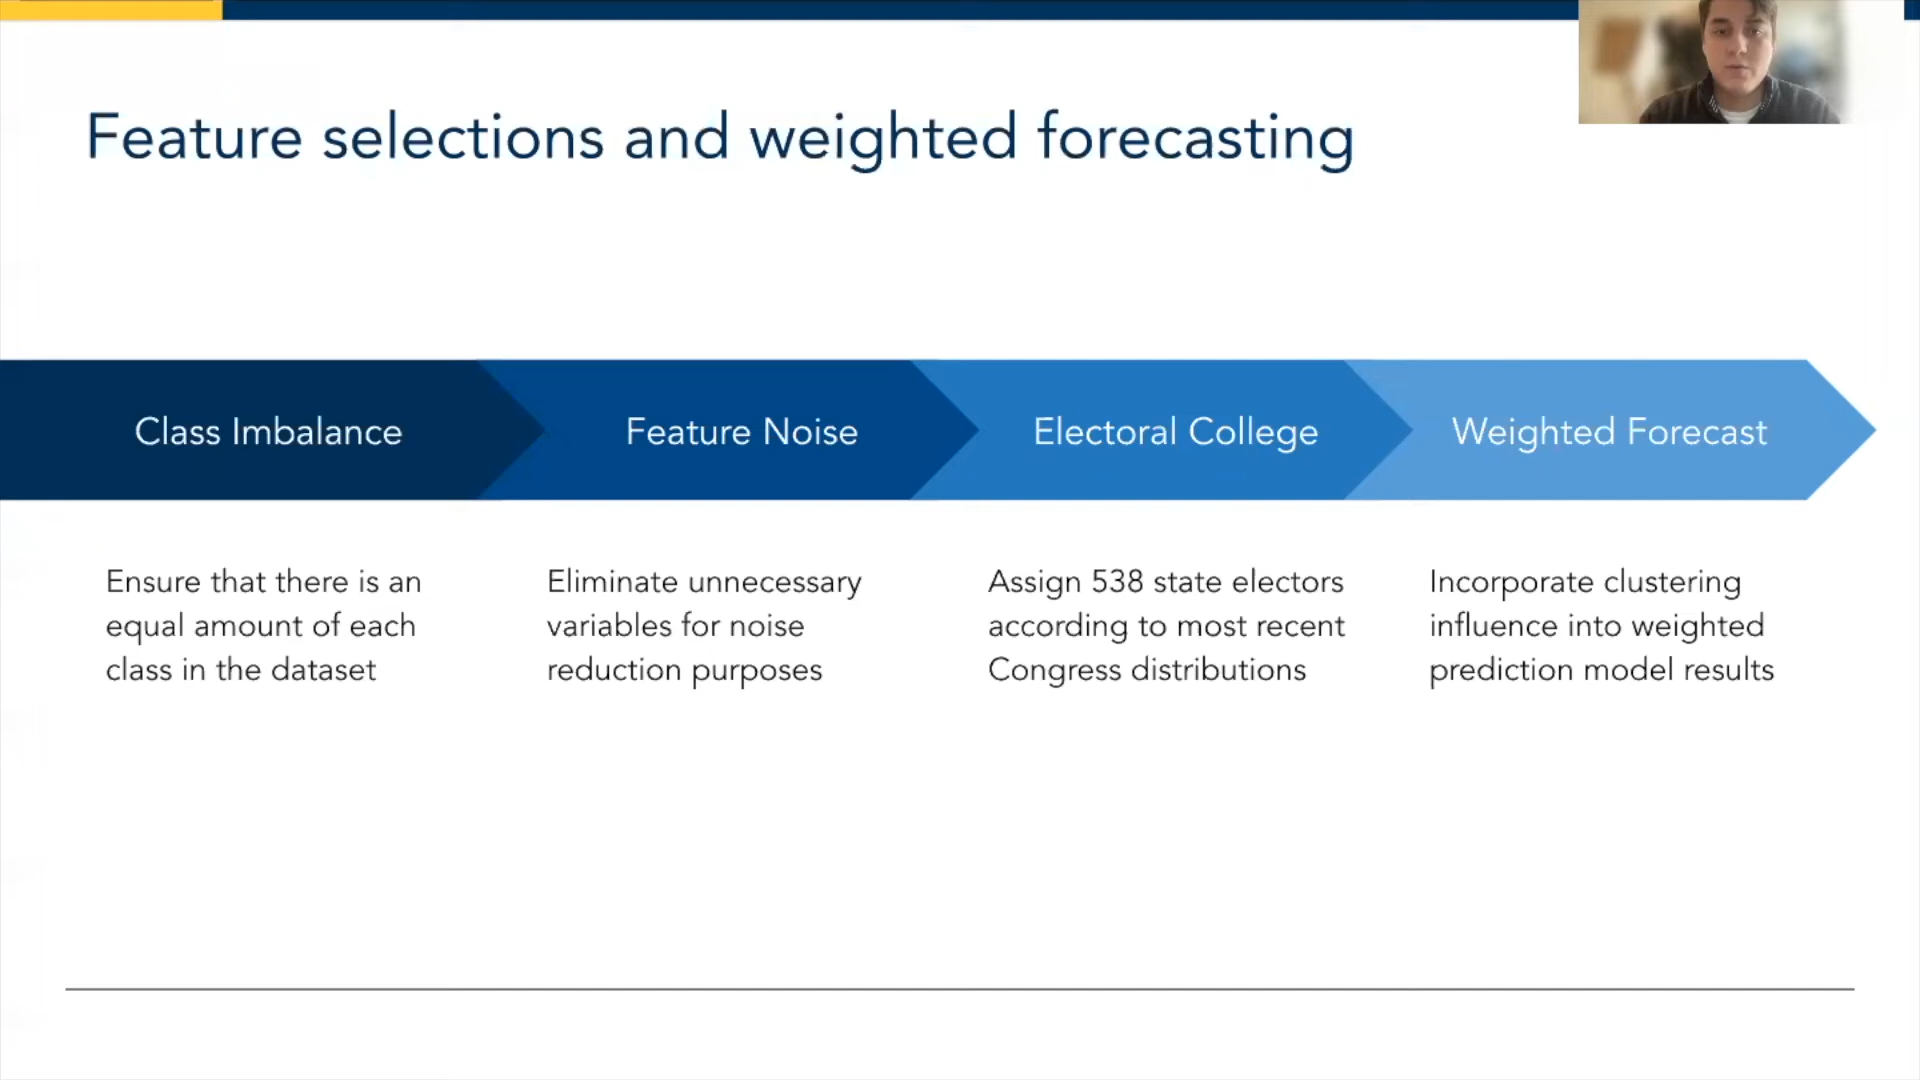 Feature selections and weighted forecasting
Class Imbalance
Feature Noise
Electoral College
Weighted Forecast
Ensure that there is an
equal amount of each
class in the dataset
Eliminate unnecessary
variables for noise
reduction purposes
Assign 538 state electors
according to most recent
Congress distributions
Incorporate clustering
influence into weighted
prediction model results